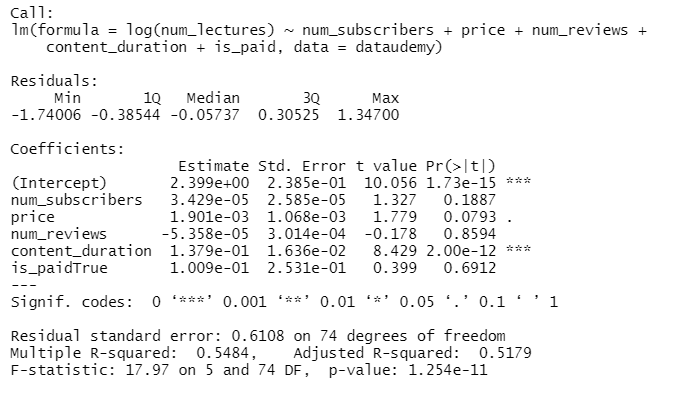 Call:
lm(formula = log(num_lectures) ~ num_subscribers + price + num_reviews +
    content_duration + is_paid, data = dataudemy)
Residuals:
     Min       1Q   Median       3Q      Max
-1.74006 -0.38544 -0.05737  0.30525  1.34700
Coefficients:
                   Estimate Std. Error t value Pr(>|t|)
(Intercept)       2.399e+00  2.385e-01  10.056 1.73e-15 ***
num_subscribers   3.429e-05  2.585e-05   1.327   0.1887
price             1.901e-03  1.068e-03   1.779   0.0793 .
num_reviews      -5.358e-05  3.014e-04  -0.178   0.8594
content_duration  1.379e-01  1.636e-02   8.429 2.00e-12 ***
is_paidTrue       1.009e-01  2.531e-01   0.399   0.6912
---
Signif. codes:  0 ‘***’ 0.001 ‘**’ 0.01 ‘*’ 0.05 ‘.’ 0.1 ‘ ’ 1
Residual standard error: 0.6108 on 74 degrees of freedom
Multiple R-squared:  0.5484,	Adjusted R-squared:  0.5179
F-statistic: 17.97 on 5 and 74 DF,  p-value: 1.254e-11